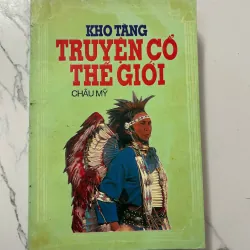 KHO TÀNG
TRUYỆN CỔ
THẾ GIỚI
CHÂU MỸ